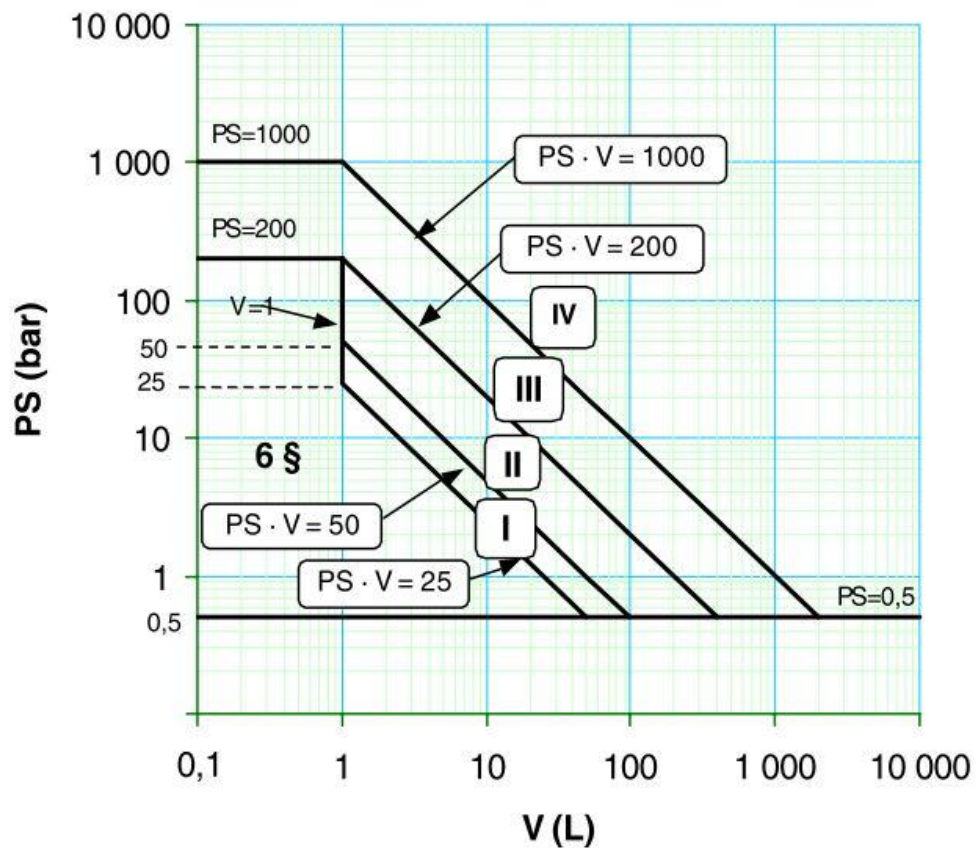 10 000
PS=1000
1 000
PS · V = 1000
PS=200
PS · V = 200
100
V=1
IV
50
25
III
PS (bar)
10
6 §
II
PS · V = 50
I
PS · V = 25
1
PS=0,5
0,5
0,1 1 10 100 1 000 10 000
V (L)